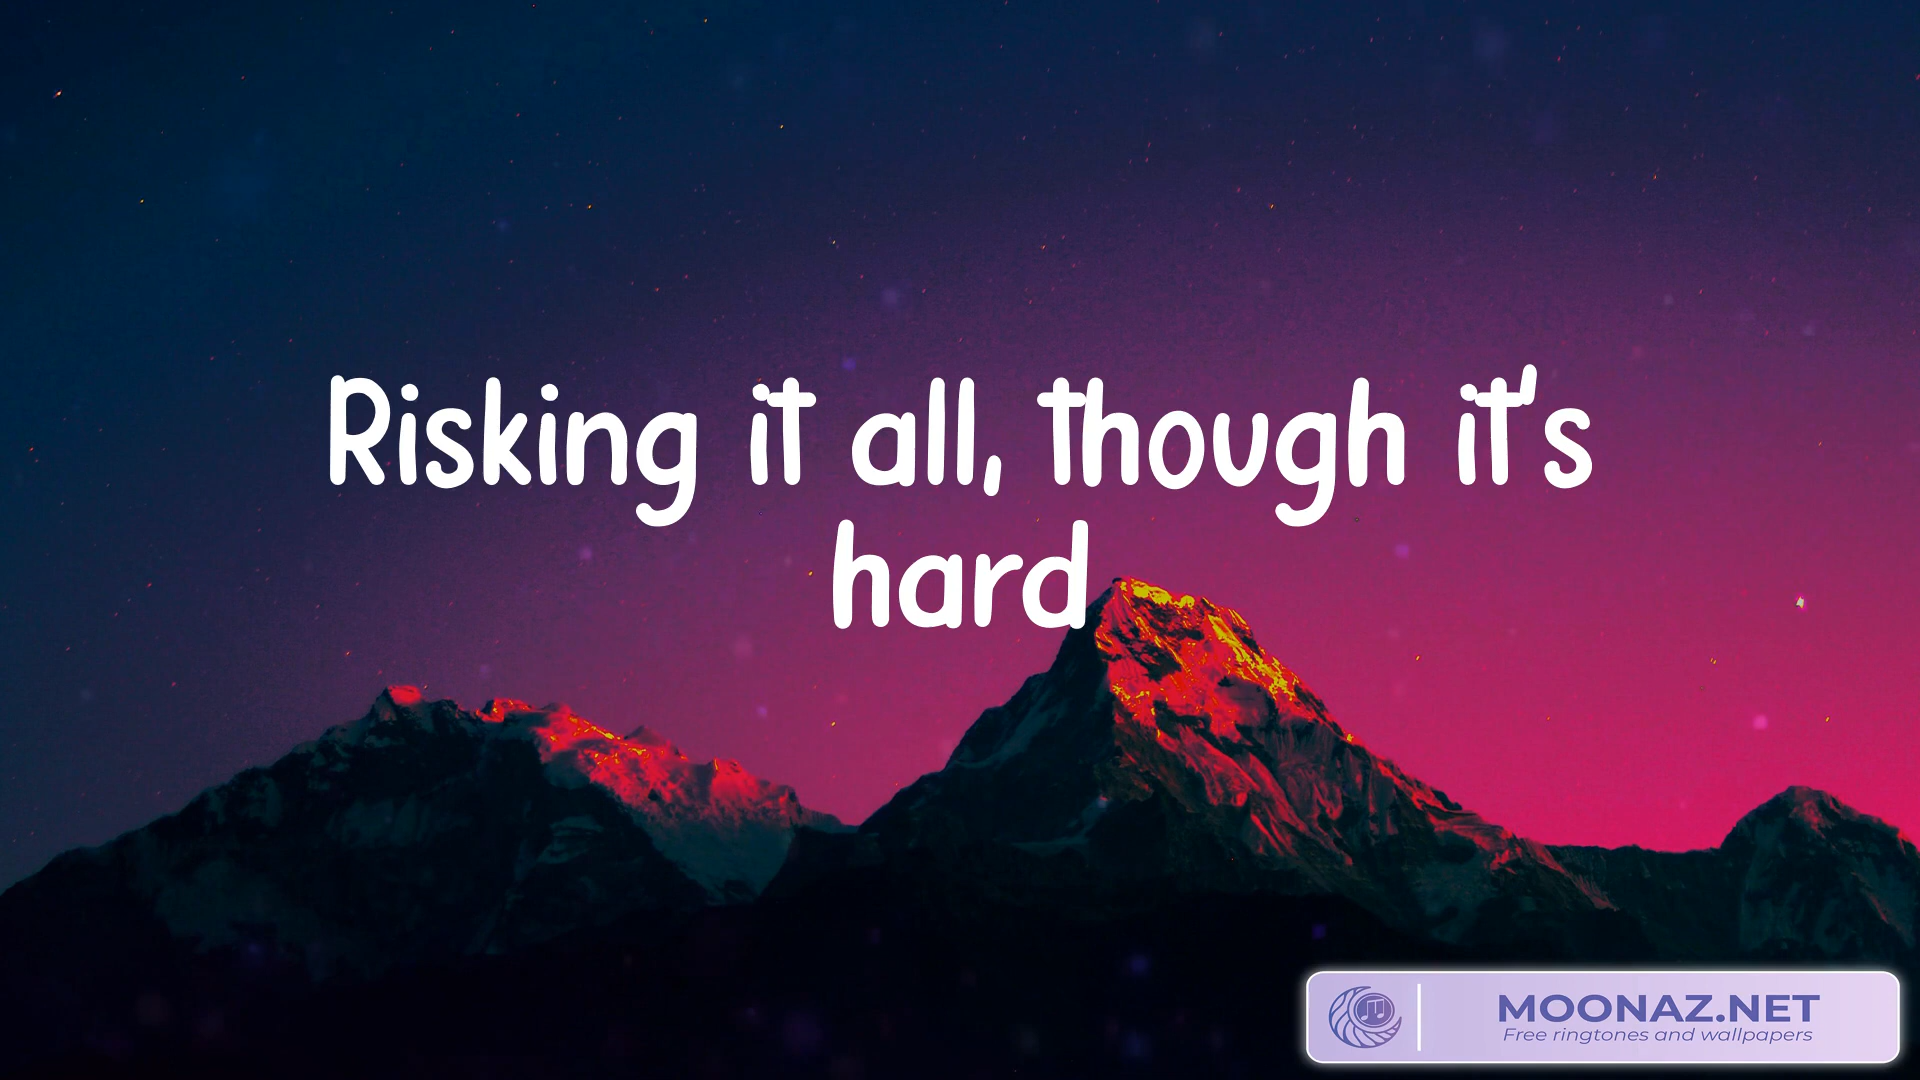 Risking it all, though it's
hard
MOONAZ.NET
Free ringtones and wallpapers